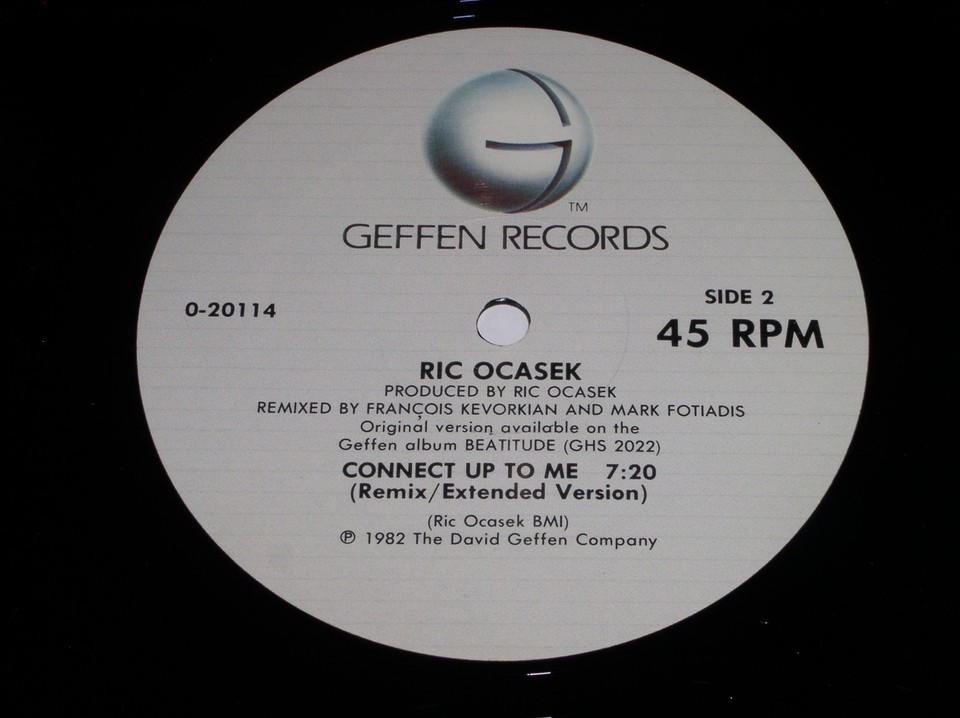 TM
GEFFEN RECORDS
0-20114
SIDE 2
45 RPM
RIC OCASEK
PRODUCED BY RIC OCASEK
REMIXED BY FRANÇOIS KEVORKIAN AND MARK FOTIADIS
Original version available on the
Geffen album BEATITUDE (GHS 2022)
CONNECT UP TO ME 7:20
(Remix/Extended Version)
(Ric Ocasek BMI)
℗ 1982 The David Geffen Company